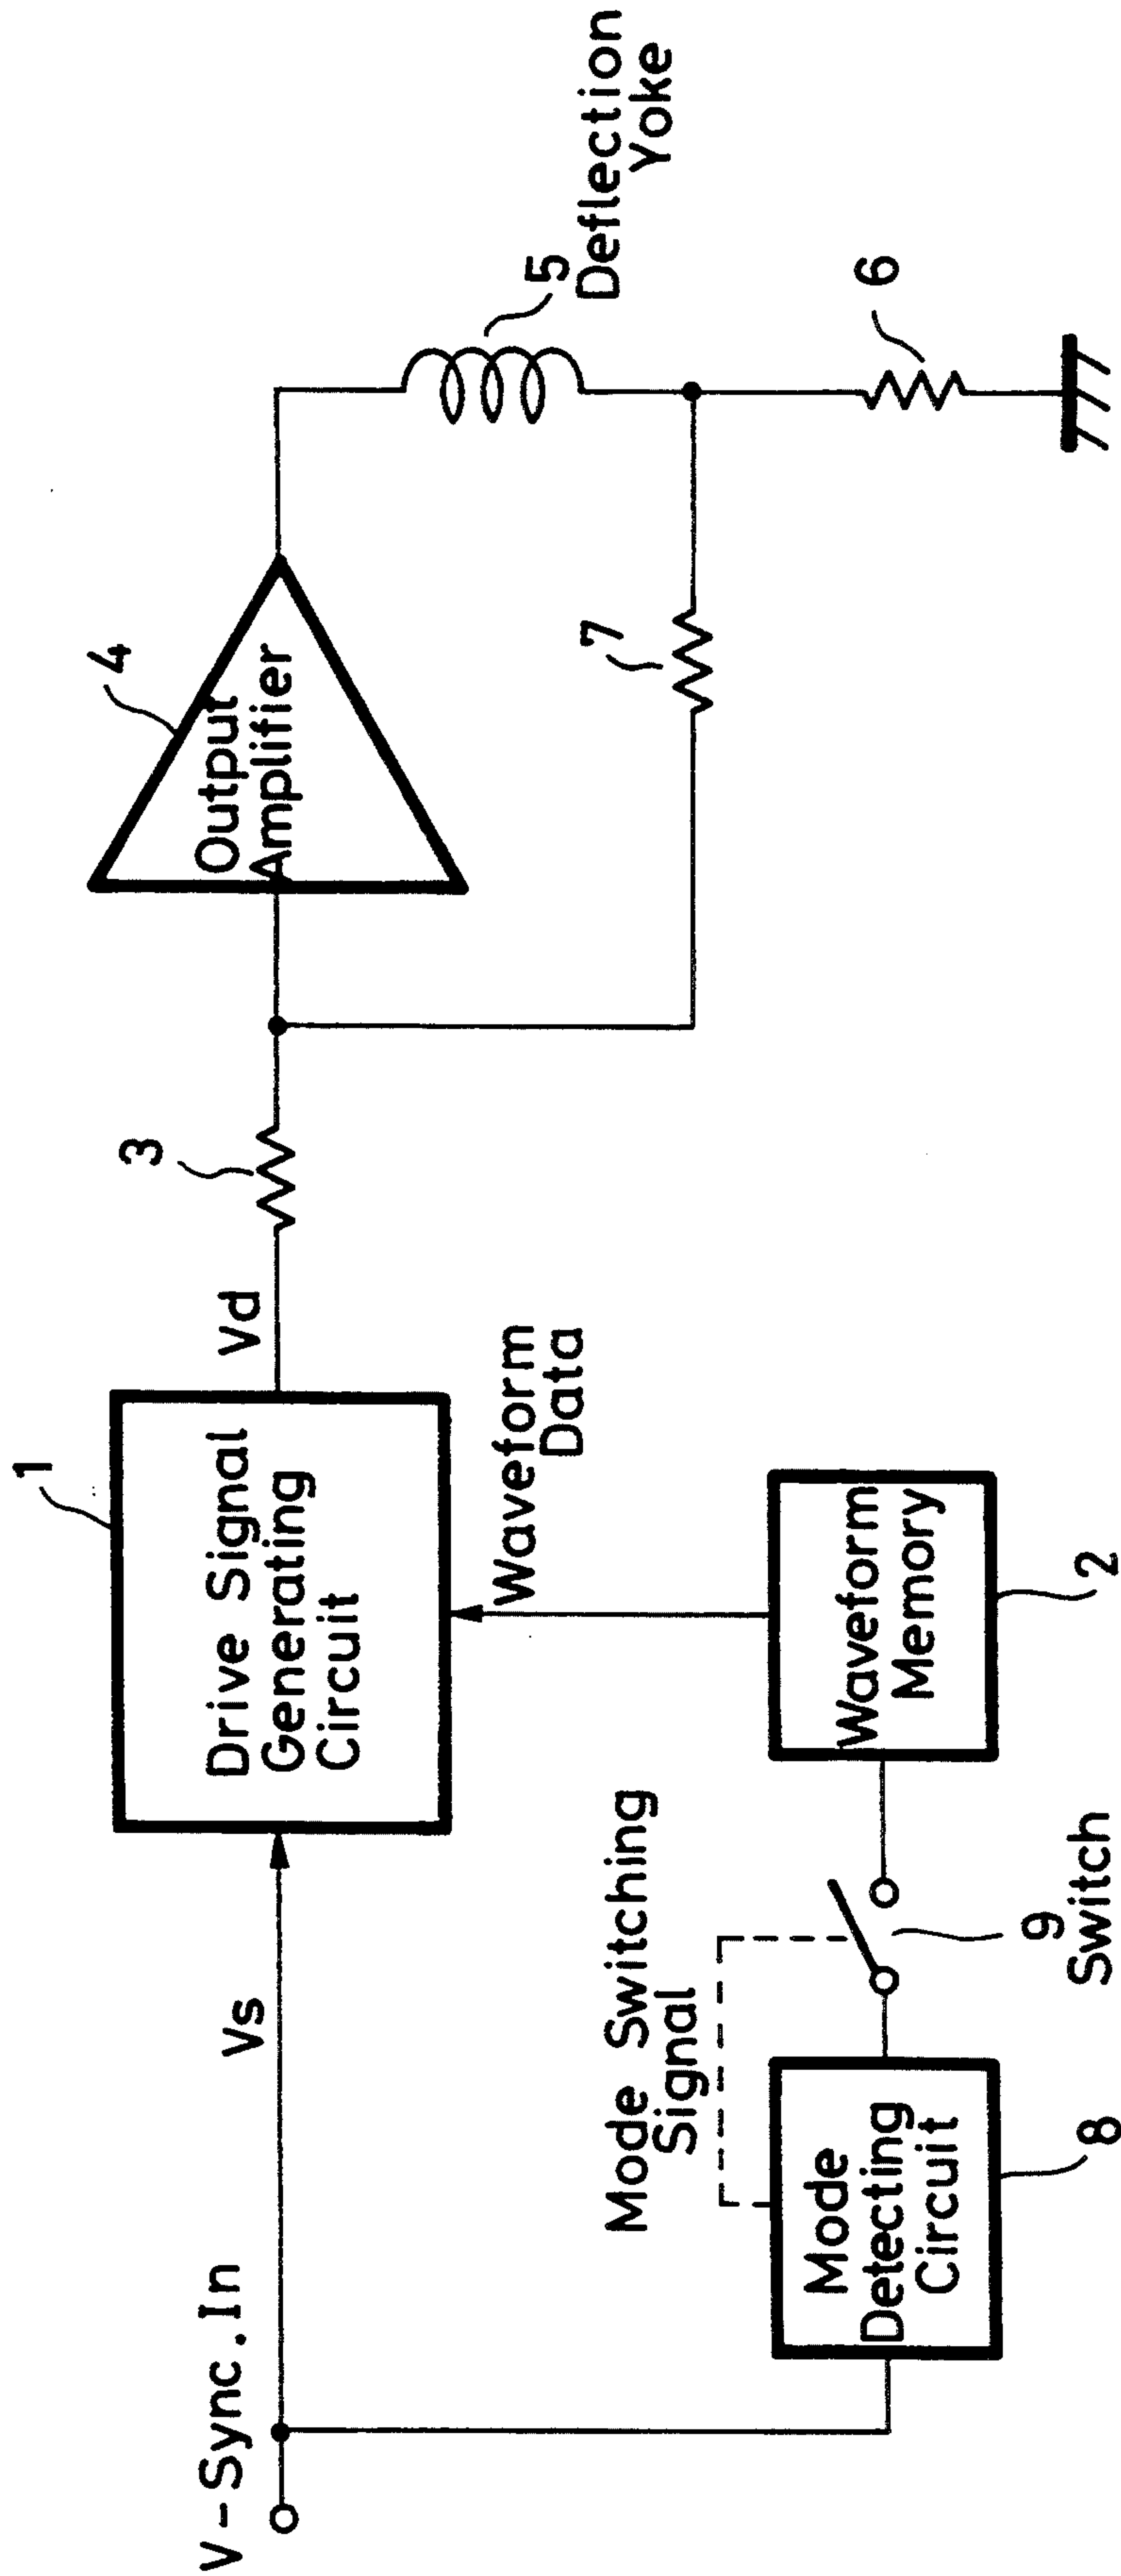 V-Sync.In
Vs
1
Drive Signal
Generating
Circuit
Vd
3
4
Output
Amplifier
5
Deflection
Yoke
6
7
Waveform
Data
Waveform
Memory
2
Mode Switching
Signal
9
Switch
Mode
Detecting
Circuit
8